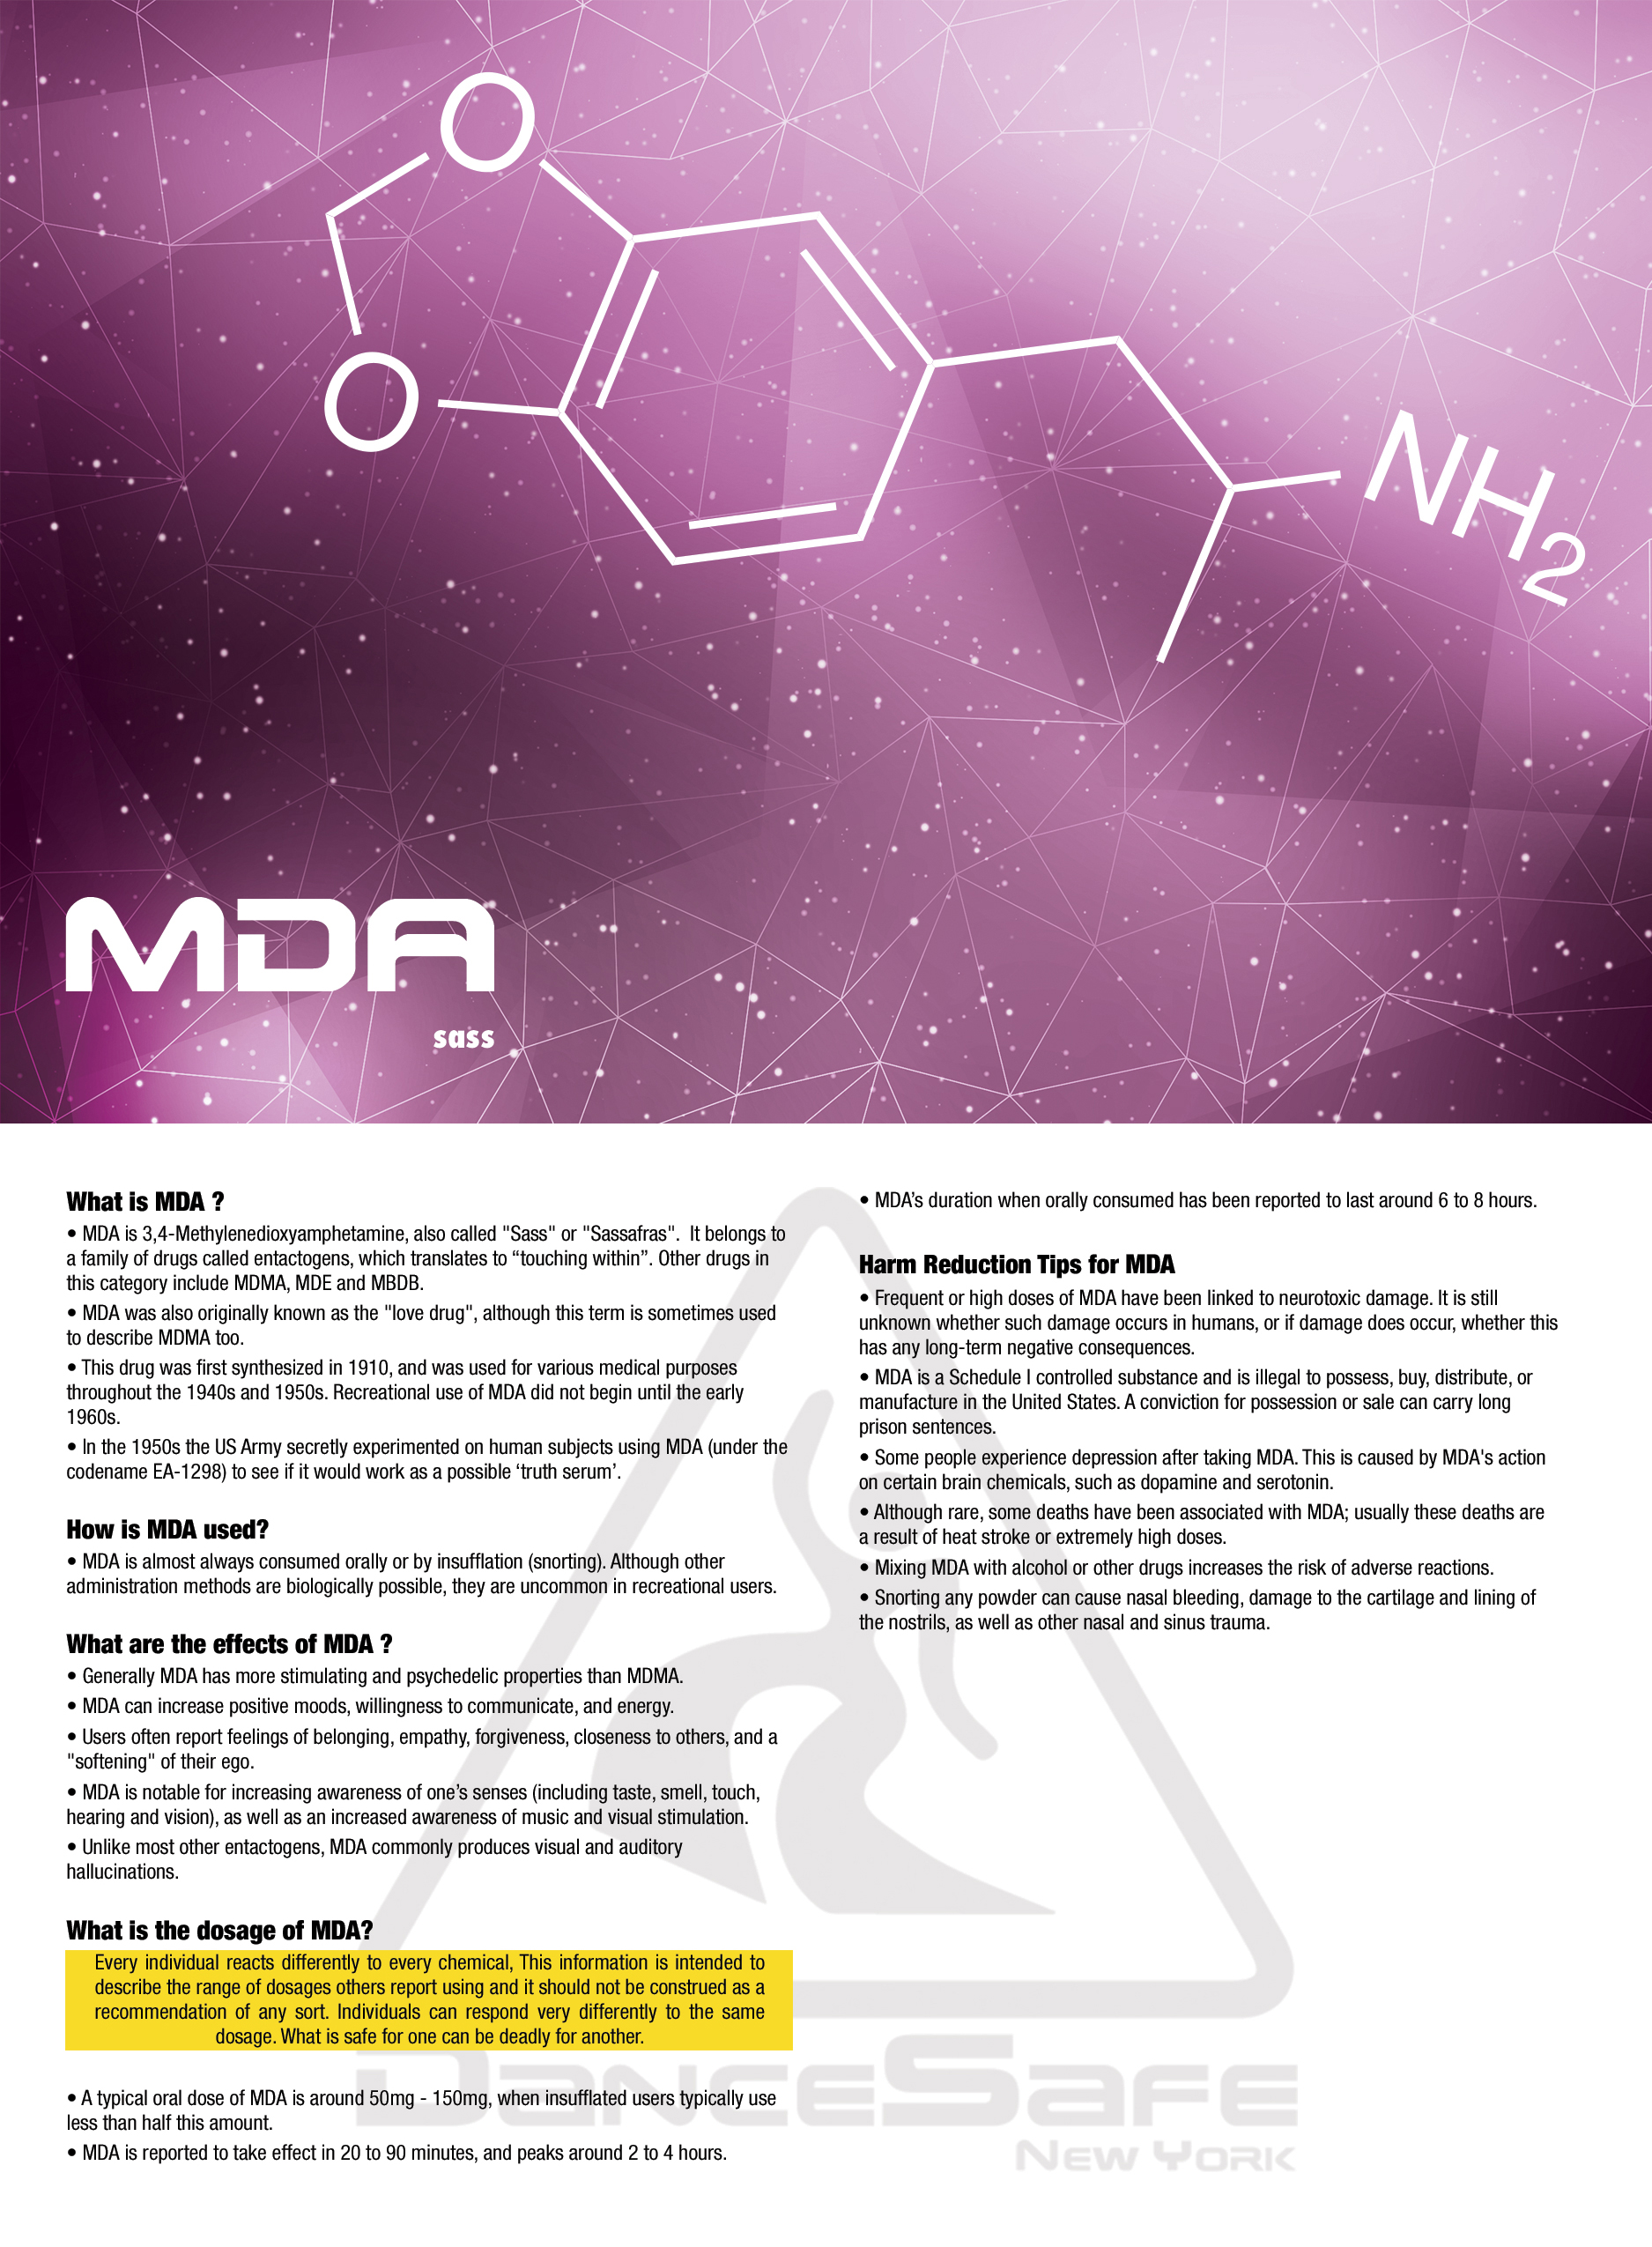 O
O
NH2
MDA
sass
What is MDA ?
• MDA is 3,4-Methylenedioxyamphetamine, also called "Sass" or "Sassafras".  It belongs to
a family of drugs called entactogens, which translates to “touching within”. Other drugs in
this category include MDMA, MDE and MBDB.
• MDA was also originally known as the "love drug", although this term is sometimes used
to describe MDMA too.
• This drug was first synthesized in 1910, and was used for various medical purposes
throughout the 1940s and 1950s. Recreational use of MDA did not begin until the early
1960s.
• In the 1950s the US Army secretly experimented on human subjects using MDA (under the
codename EA-1298) to see if it would work as a possible ‘truth serum’.
How is MDA used?
• MDA is almost always consumed orally or by insufflation (snorting). Although other
administration methods are biologically possible, they are uncommon in recreational users.
What are the effects of MDA ?
• Generally MDA has more stimulating and psychedelic properties than MDMA.
• MDA can increase positive moods, willingness to communicate, and energy.
• Users often report feelings of belonging, empathy, forgiveness, closeness to others, and a
"softening" of their ego.
• MDA is notable for increasing awareness of one’s senses (including taste, smell, touch,
hearing and vision), as well as an increased awareness of music and visual stimulation.
• Unlike most other entactogens, MDA commonly produces visual and auditory
hallucinations.
What is the dosage of MDA?
Every individual reacts differently to every chemical, This information is intended to
describe the range of dosages others report using and it should not be construed as a
recommendation of any sort. Individuals can respond very differently to the same
dosage. What is safe for one can be deadly for another.
• A typical oral dose of MDA is around 50mg - 150mg, when insufflated users typically use
less than half this amount.
• MDA is reported to take effect in 20 to 90 minutes, and peaks around 2 to 4 hours.
• MDA’s duration when orally consumed has been reported to last around 6 to 8 hours.
Harm Reduction Tips for MDA
• Frequent or high doses of MDA have been linked to neurotoxic damage. It is still
unknown whether such damage occurs in humans, or if damage does occur, whether this
has any long-term negative consequences.
• MDA is a Schedule I controlled substance and is illegal to possess, buy, distribute, or
manufacture in the United States. A conviction for possession or sale can carry long
prison sentences.
• Some people experience depression after taking MDA. This is caused by MDA's action
on certain brain chemicals, such as dopamine and serotonin.
• Although rare, some deaths have been associated with MDA; usually these deaths are
a result of heat stroke or extremely high doses.
• Mixing MDA with alcohol or other drugs increases the risk of adverse reactions.
• Snorting any powder can cause nasal bleeding, damage to the cartilage and lining of
the nostrils, as well as other nasal and sinus trauma.
DanceSafe
New York